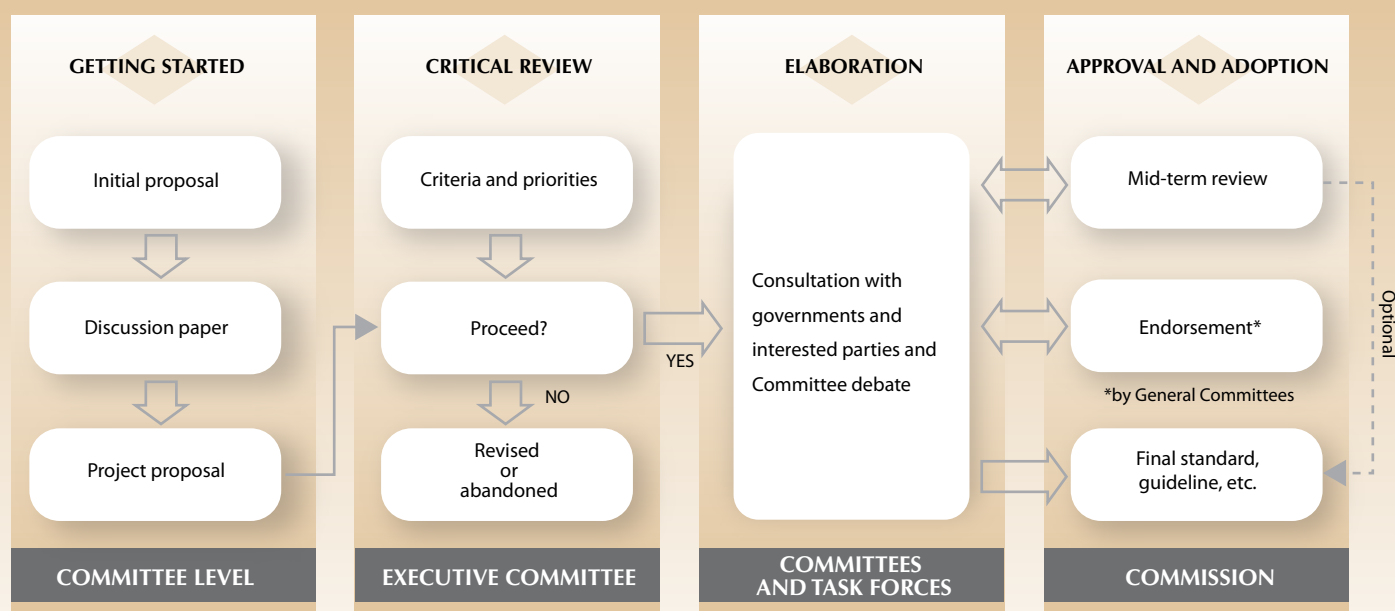 GETTING STARTED
Initial proposal
Discussion paper
Project proposal
COMMITTEE LEVEL
CRITICAL REVIEW
Criteria and priorities
Proceed?
YES
NO
Revised
or
abandoned
EXECUTIVE COMMITTEE
ELABORATION
Consultation with
governments and
interested parties and
Committee debate
COMMITTEES
AND TASK FORCES
APPROVAL AND ADOPTION
Mid-term review
Endorsement*
*by General Committees
Final standard,
guideline, etc.
Optional
COMMISSION